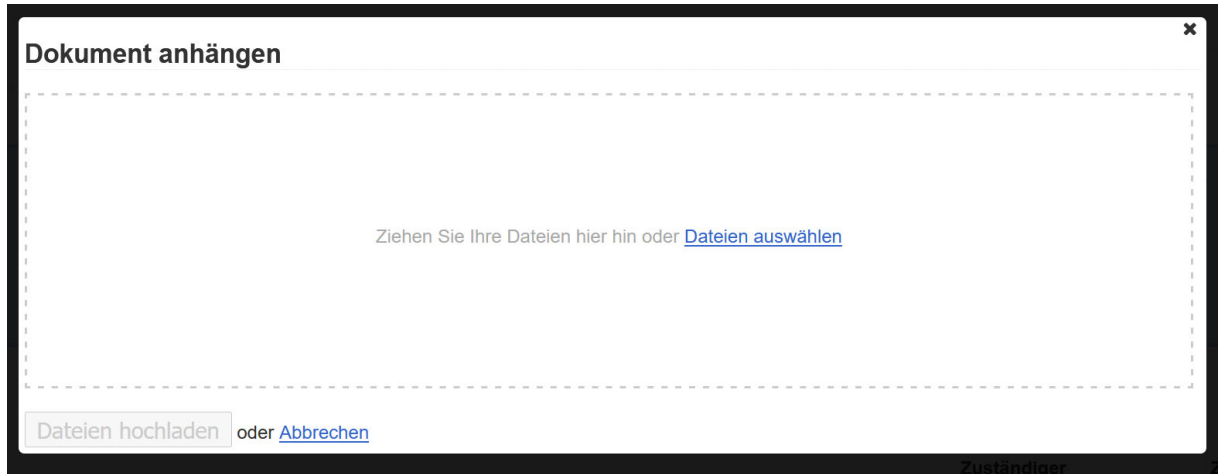 Dokument anhängen
Ziehen Sie Ihre Dateien hier hin oder Dateien auswählen
Dateien hochladen oder Abbrechen
Zuständiger